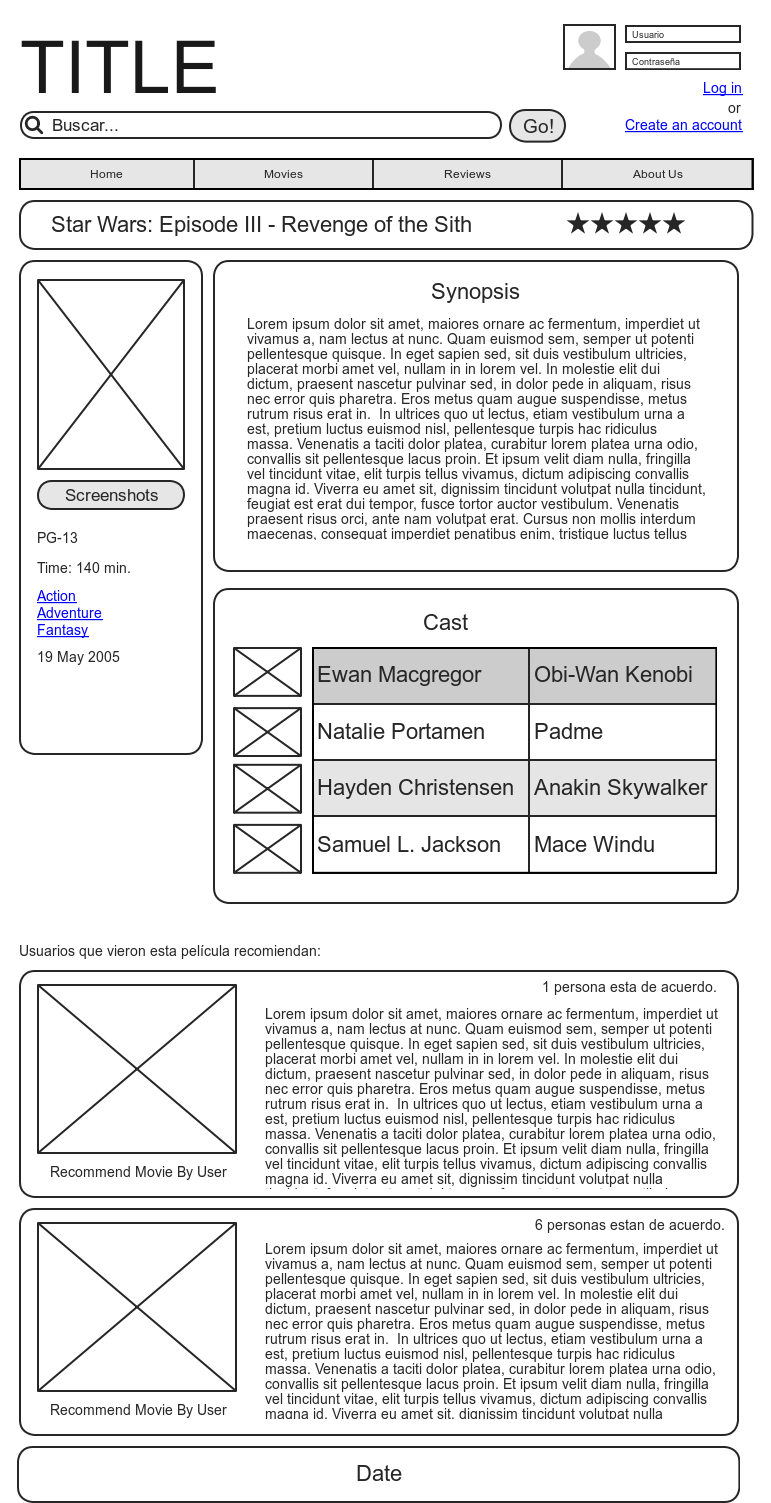 TITLE
Usuario
Contraseña
Log in
or
Create an account
Buscar...
Go!
Home
Movies
Reviews
About Us
Star Wars: Episode III - Revenge of the Sith
Screenshots
PG-13
Time: 140 min.
Action
Adventure
Fantasy
19 May 2005
Synopsis
Lorem ipsum dolor sit amet, maiores ornare ac fermentum, imperdiet ut
vivamus a, nam lectus at nunc. Quam euismod sem, semper ut potenti
pellentesque quisque. In eget sapien sed, sit duis vestibulum ultricies,
placerat morbi amet vel, nullam in in lorem vel. In molestie elit dui
dictum, praesent nascetur pulvinar sed, in dolor pede in aliquam, risus
nec error quis pharetra. Eros metus quam augue suspendisse, metus
rutrum risus erat in.  In ultrices quo ut lectus, etiam vestibulum urna a
est, pretium luctus euismod nisl, pellentesque turpis hac ridiculus
massa. Venenatis a taciti dolor platea, curabitur lorem platea urna odio,
convallis sit pellentesque lacus proin. Et ipsum velit diam nulla, fringilla
vel tincidunt vitae, elit turpis tellus vivamus, dictum adipiscing convallis
magna id. Viverra eu amet sit, dignissim tincidunt volutpat nulla tincidunt,
feugiat est erat dui tempor, fusce tortor auctor vestibulum. Venenatis
praesent risus orci, ante nam volutpat erat. Cursus non mollis interdum
maecenas, consequat imperdiet penatibus enim, tristique luctus tellus
Cast
Ewan Macgregor
Obi-Wan Kenobi
Natalie Portamen
Padme
Hayden Christensen
Anakin Skywalker
Samuel L. Jackson
Mace Windu
Usuarios que vieron esta película recomiendan:
1 persona esta de acuerdo.
Lorem ipsum dolor sit amet, maiores ornare ac fermentum, imperdiet ut
vivamus a, nam lectus at nunc. Quam euismod sem, semper ut potenti
pellentesque quisque. In eget sapien sed, sit duis vestibulum ultricies,
placerat morbi amet vel, nullam in in lorem vel. In molestie elit dui
dictum, praesent nascetur pulvinar sed, in dolor pede in aliquam, risus
nec error quis pharetra. Eros metus quam augue suspendisse, metus
rutrum risus erat in.  In ultrices quo ut lectus, etiam vestibulum urna a
est, pretium luctus euismod nisl, pellentesque turpis hac ridiculus
massa. Venenatis a taciti dolor platea, curabitur lorem platea urna odio,
convallis sit pellentesque lacus proin. Et ipsum velit diam nulla, fringilla
vel tincidunt vitae, elit turpis tellus vivamus, dictum adipiscing convallis
magna id. Viverra eu amet sit, dignissim tincidunt volutpat nulla
Recommend Movie By User
6 personas estan de acuerdo.
Lorem ipsum dolor sit amet, maiores ornare ac fermentum, imperdiet ut
vivamus a, nam lectus at nunc. Quam euismod sem, semper ut potenti
pellentesque quisque. In eget sapien sed, sit duis vestibulum ultricies,
placerat morbi amet vel, nullam in in lorem vel. In molestie elit dui
dictum, praesent nascetur pulvinar sed, in dolor pede in aliquam, risus
nec error quis pharetra. Eros metus quam augue suspendisse, metus
rutrum risus erat in.  In ultrices quo ut lectus, etiam vestibulum urna a
est, pretium luctus euismod nisl, pellentesque turpis hac ridiculus
massa. Venenatis a taciti dolor platea, curabitur lorem platea urna odio,
convallis sit pellentesque lacus proin. Et ipsum velit diam nulla, fringilla
vel tincidunt vitae, elit turpis tellus vivamus, dictum adipiscing convallis
magna id. Viverra eu amet sit, dignissim tincidunt volutpat nulla
Recommend Movie By User
Date